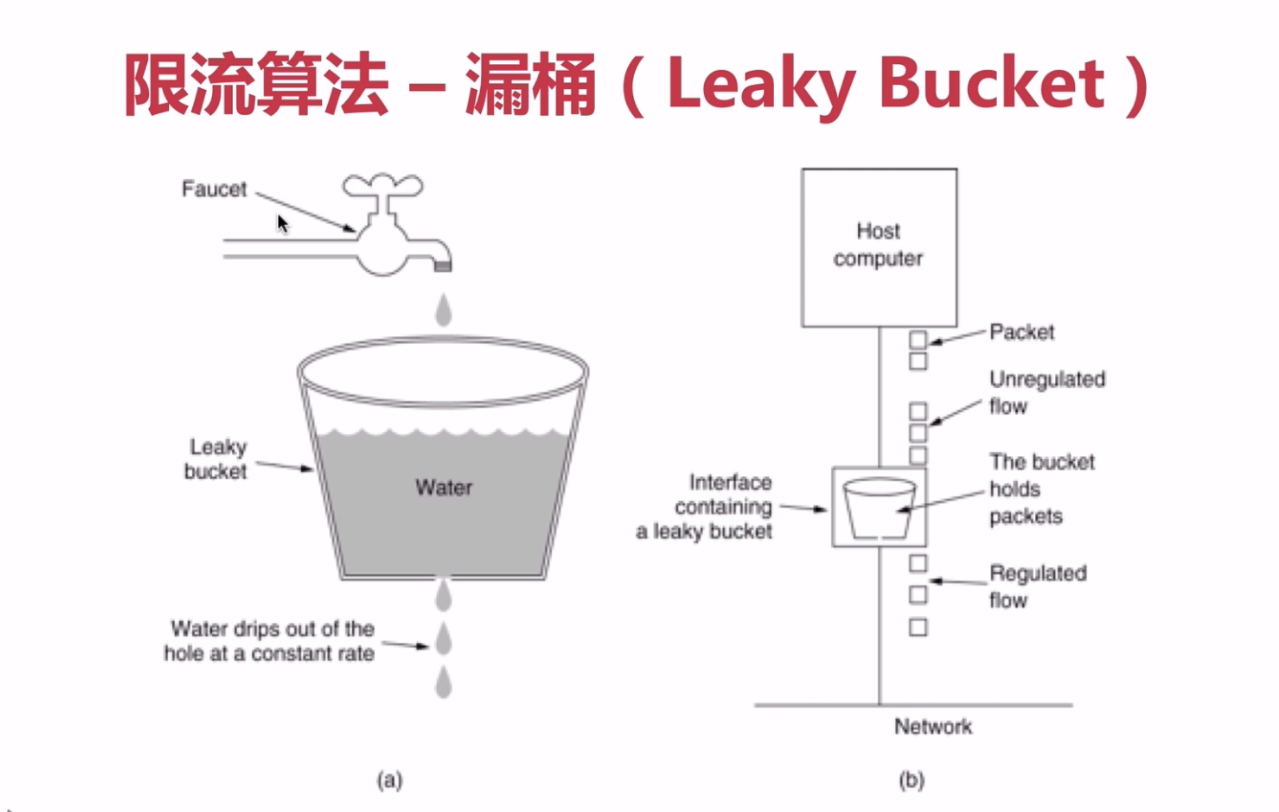 限流算法 – 漏桶（Leaky Bucket）
Faucet
Leaky
bucket
Water
Water drips out of the
hole at a constant rate
(a)
Host
computer
Packet
Unregulated
flow
The bucket
holds
packets
Interface
containing
a leaky bucket
Regulated
flow
Network
(b)